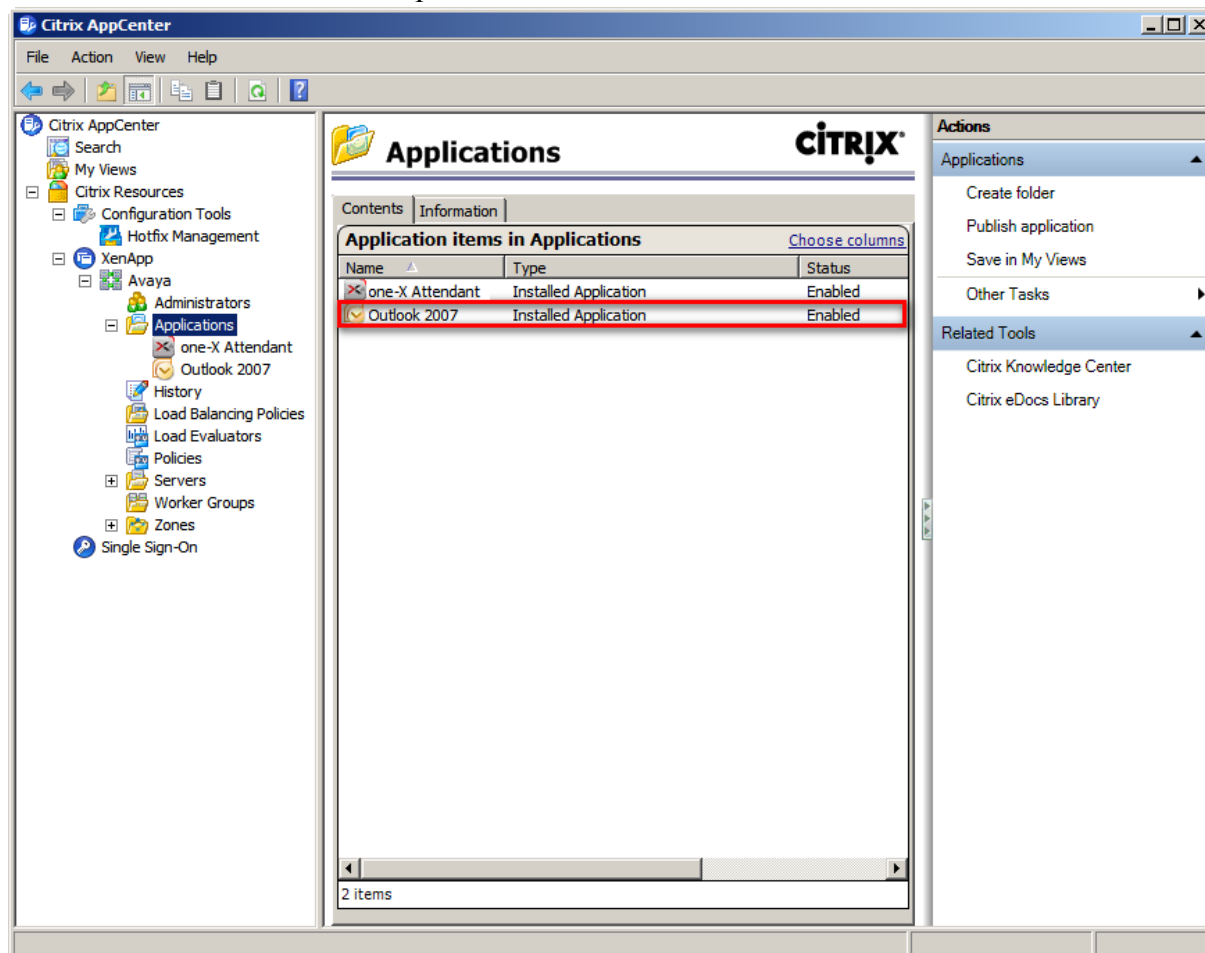 Citrix AppCenter
File Action View Help
Citrix AppCenter
Search
My Views
Citrix Resources
Configuration Tools
Hotfix Management
XenApp
Avaya
Administrators
Applications
one-X Attendant
Outlook 2007
History
Load Balancing Policies
Load Evaluators
Policies
Servers
Worker Groups
Zones
Single Sign-On
Applications
CİTRỊX
Contents Information
Application items in Applications Choose columns
Name Type Status
one-X Attendant Installed Application Enabled
Outlook 2007 Installed Application Enabled
2 items
Actions
Applications
Create folder
Publish application
Save in My Views
Other Tasks
Related Tools
Citrix Knowledge Center
Citrix eDocs Library